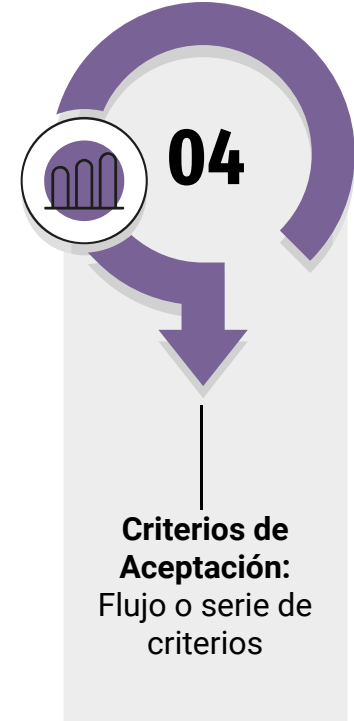 04
Criterios de
Aceptación:
Flujo o serie de
criterios